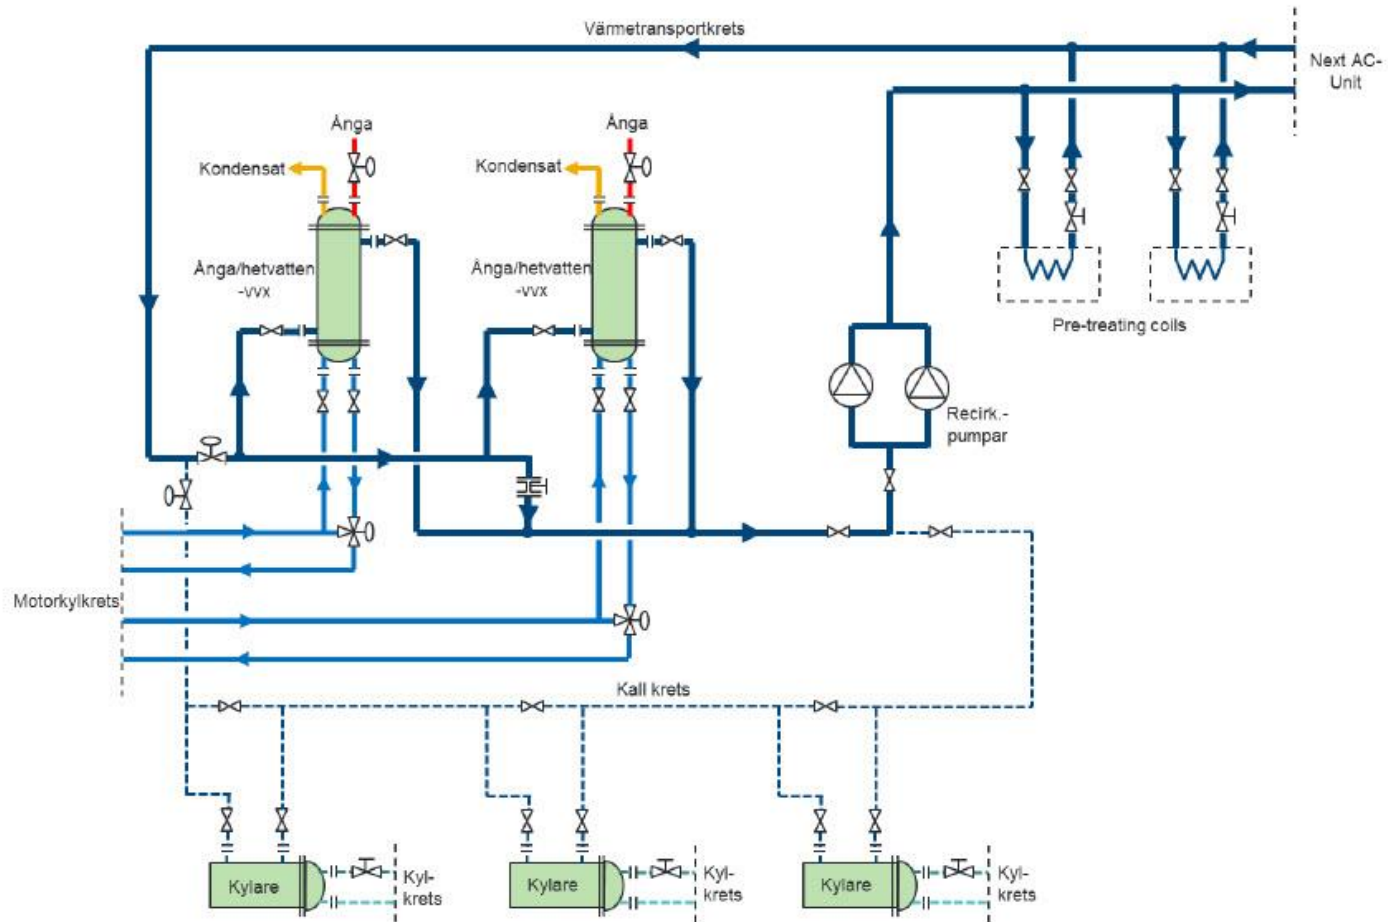 Värmetransportkrets
Next AC-
Unit
Ånga
Ånga
Kondensat
Kondensat
Ånga/hetvatten
-vvx
Ånga/hetvatten
-vvx
Pre-treating coils
Recirk.-
pumpar
Motorkylkrets
Kall krets
Kylare
Kyl-
krets
Kylare
Kyl-
krets
Kylare
Kyl-
krets